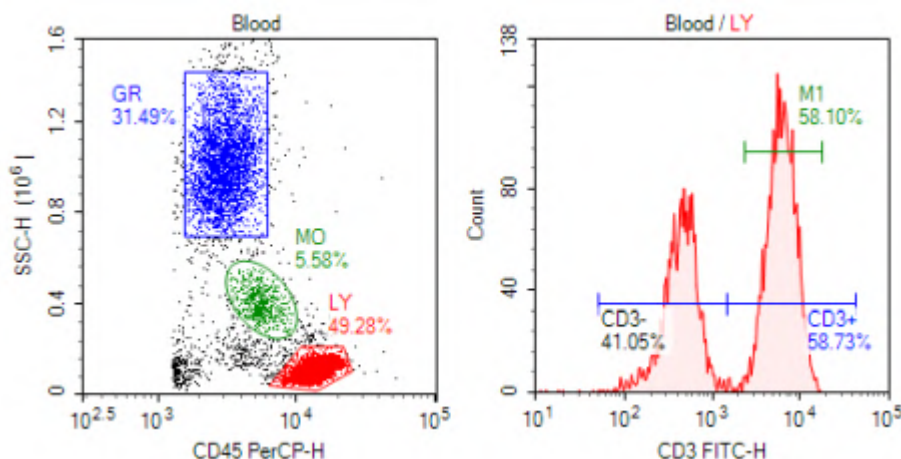 Blood
SSC-H (10^6)
1.6
1.2
0.8
0.4
0
GR
31.49%
MO
5.58%
LY
49.28%
10^2.5
10^3
10^4
10^5
CD45 PerCP-H
Blood / LY
Count
138
120
80
40
0
M1
58.10%
CD3-
41.05%
CD3+
58.73%
10^1
10^2
10^3
10^4
10^5
CD3 FITC-H